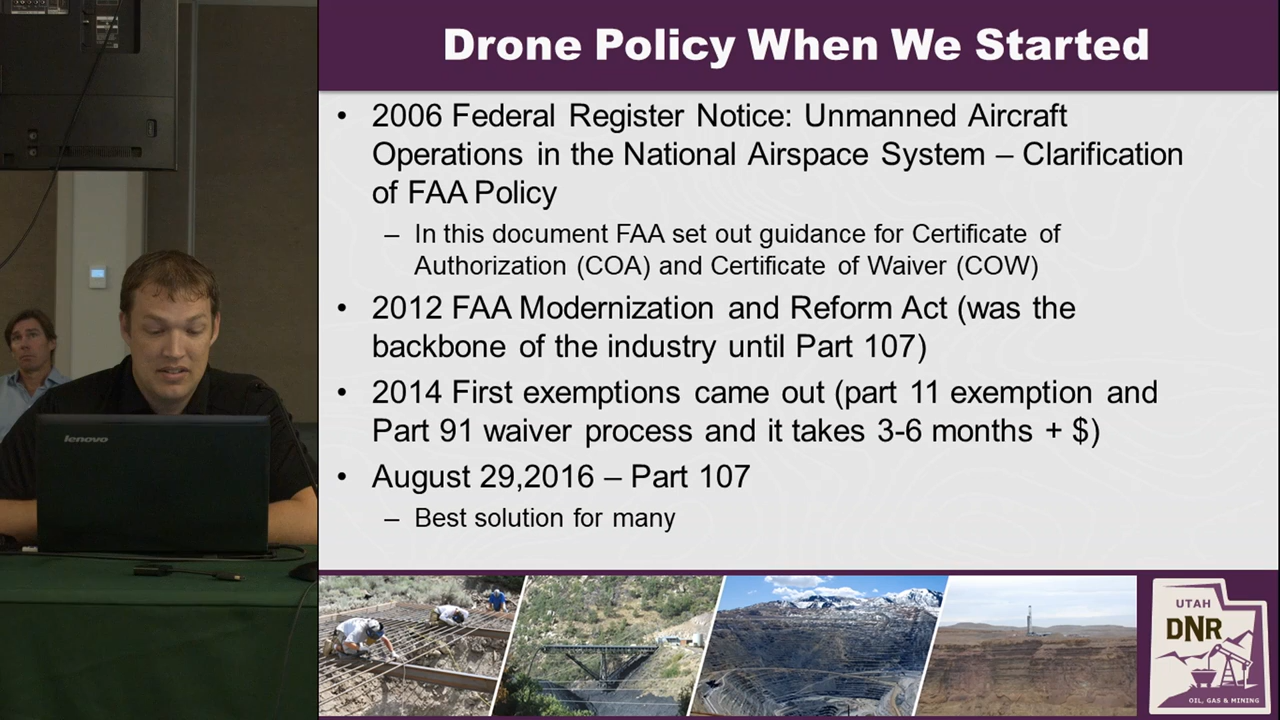 Drone Policy When We Started
• 2006 Federal Register Notice: Unmanned Aircraft
Operations in the National Airspace System – Clarification
of FAA Policy
– In this document FAA set out guidance for Certificate of
Authorization (COA) and Certificate of Waiver (COW)
• 2012 FAA Modernization and Reform Act (was the
backbone of the industry until Part 107)
• 2014 First exemptions came out (part 11 exemption and
Part 91 waiver process and it takes 3-6 months + $)
• August 29,2016 – Part 107
– Best solution for many
lenovo
UTAH
DNR
OIL, GAS & MINING